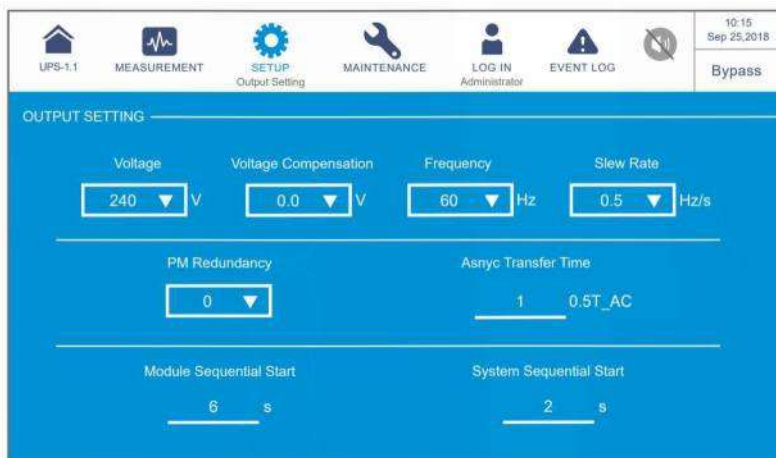 10:15
Sep 25,2018
UPS-1.1 MEASUREMENT SETUP MAINTENANCE LOG IN EVENT LOG
Output Setting Administrator
Bypass
OUTPUT SETTING
Voltage Voltage Compensation Frequency Slew Rate
240 V 0.0 V 60 Hz 0.5 Hz/s
PM Redundancy Asnyc Transfer Time
0 1 0.5T_AC
Module Sequential Start System Sequential Start
6 s 2 s